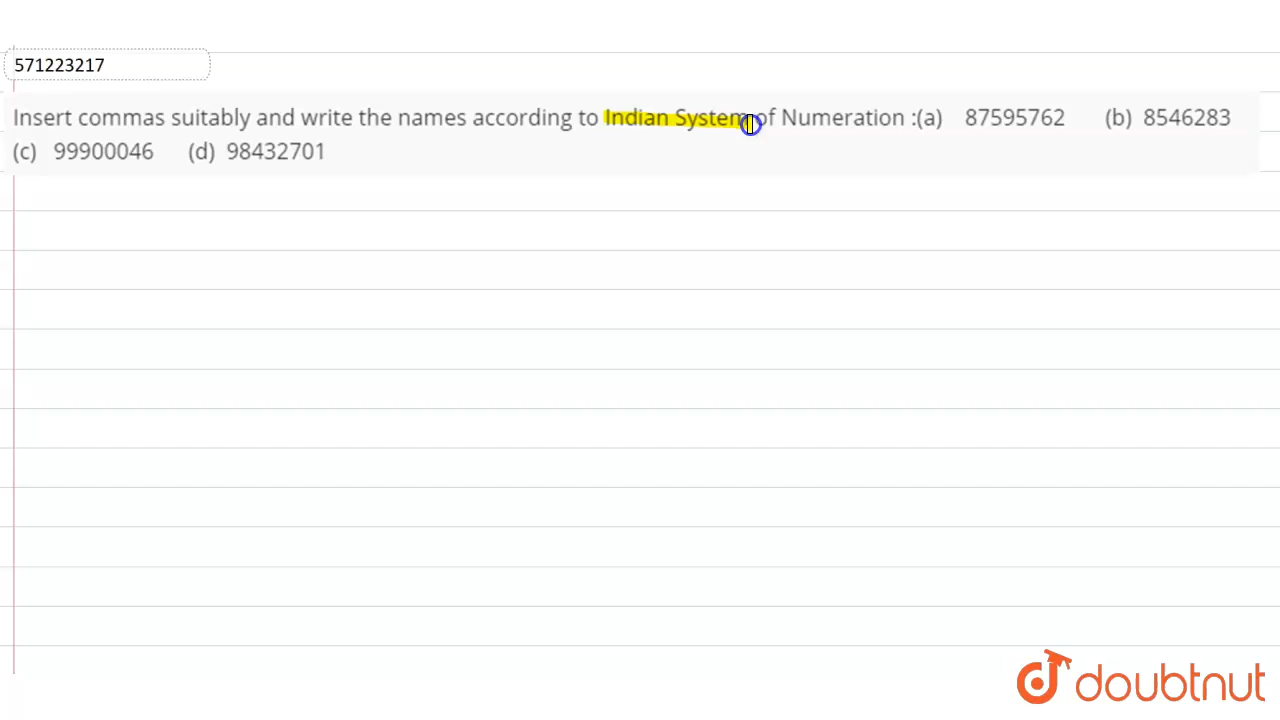 571223217
Insert commas suitably and write the names according to Indian System of Numeration :(a) 87595762 (b) 8546283
(c) 99900046 (d) 98432701
doubtnut